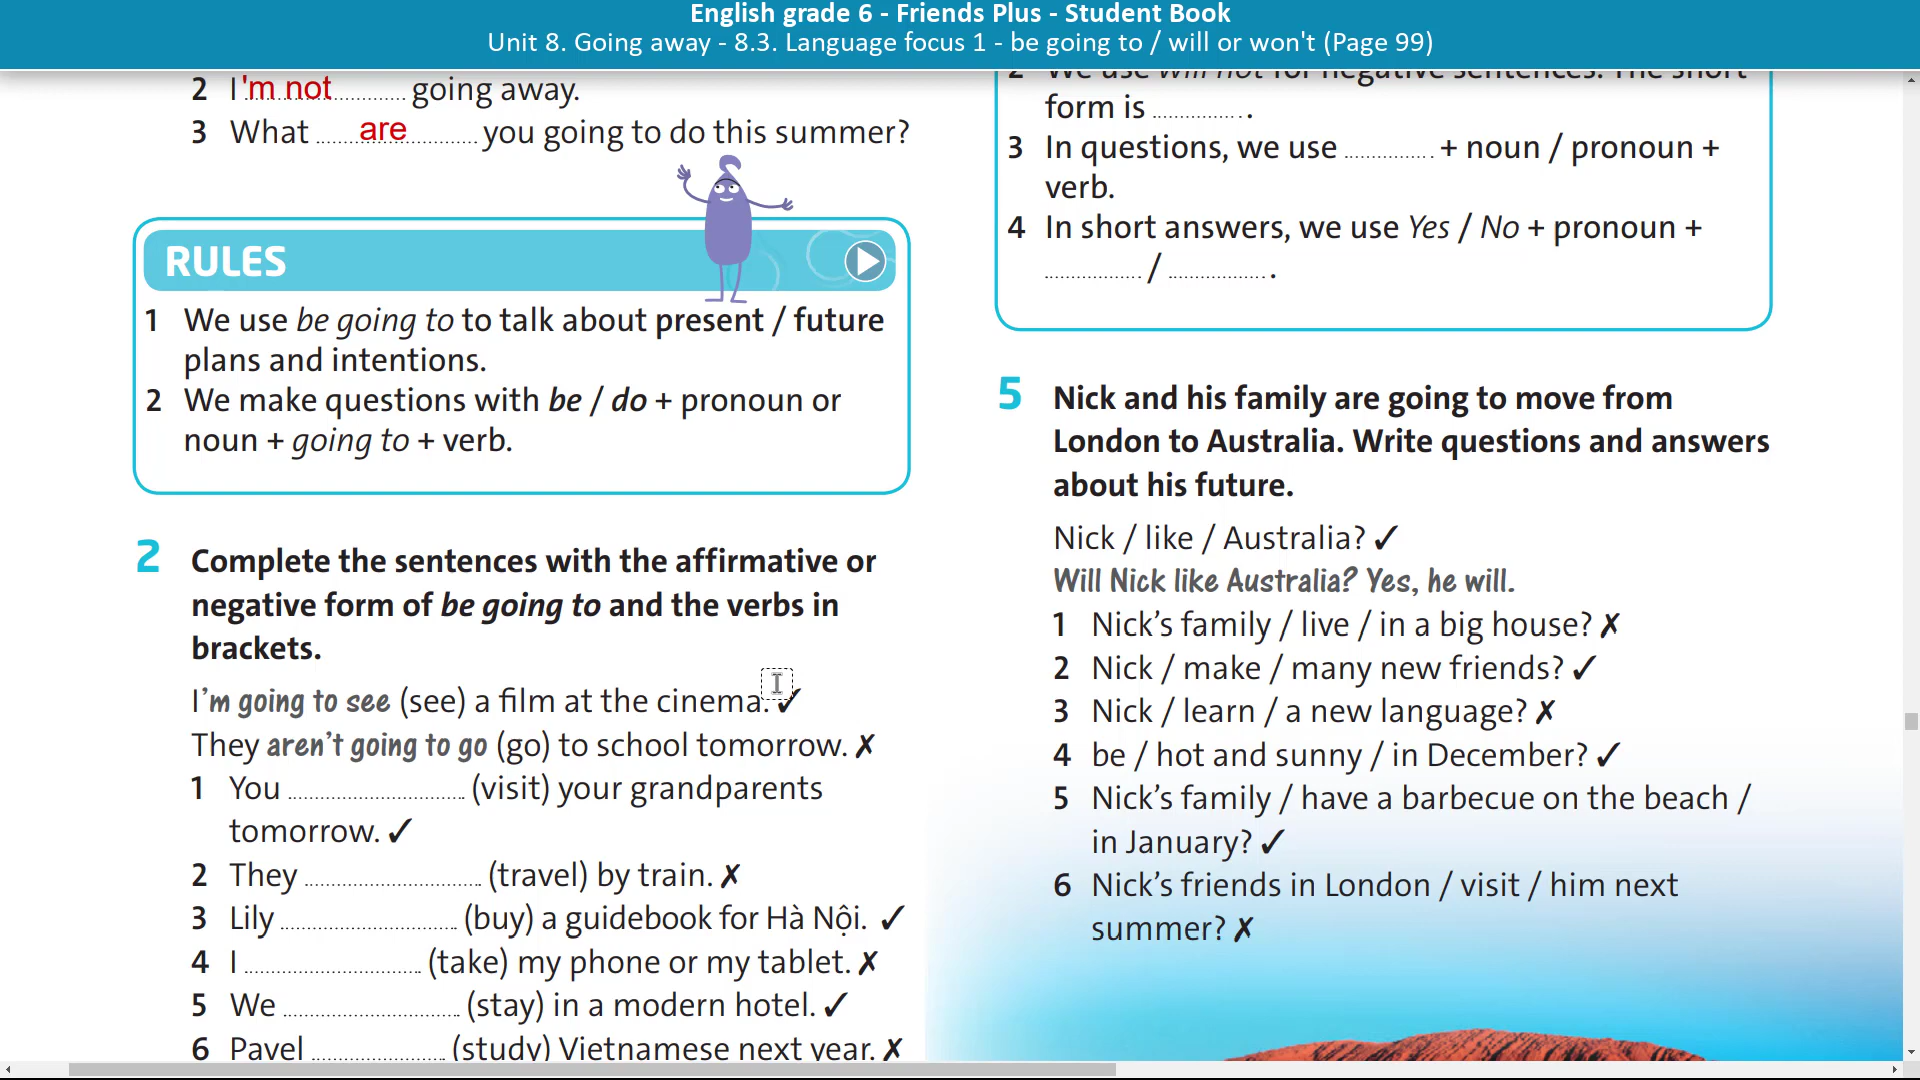 English grade 6 - Friends Plus - Student Book
Unit 8. Going away - 8.3. Language focus 1 - be going to / will or won't (Page 99)
2 I 'm not going away.
3 What are you going to do this summer?
RULES
1 We use be going to to talk about present / future
plans and intentions.
2 We make questions with be / do + pronoun or
noun + going to + verb.
2 Complete the sentences with the affirmative or
negative form of be going to and the verbs in
brackets.
I'm going to see (see) a film at the cinema. ✓
They aren't going to go (go) to school tomorrow. ✗
1 You .......................... (visit) your grandparents
tomorrow. ✓
2 They .......................... (travel) by train. ✗
3 Lily .......................... (buy) a guidebook for Hà Nội. ✓
4 I .......................... (take) my phone or my tablet. ✗
5 We .......................... (stay) in a modern hotel. ✓
6 Pavel .................... (study) Vietnamese next year. ✗
2 We use will not for negative sentences. The short
form is .............. .
3 In questions, we use .............. + noun / pronoun +
verb.
4 In short answers, we use Yes / No + pronoun +
............... / ............... .
5 Nick and his family are going to move from
London to Australia. Write questions and answers
about his future.
Nick / like / Australia? ✓
Will Nick like Australia? Yes, he will.
1 Nick's family / live / in a big house? ✗
2 Nick / make / many new friends? ✓
3 Nick / learn / a new language? ✗
4 be / hot and sunny / in December? ✓
5 Nick's family / have a barbecue on the beach /
in January? ✓
6 Nick's friends in London / visit / him next
summer? ✗